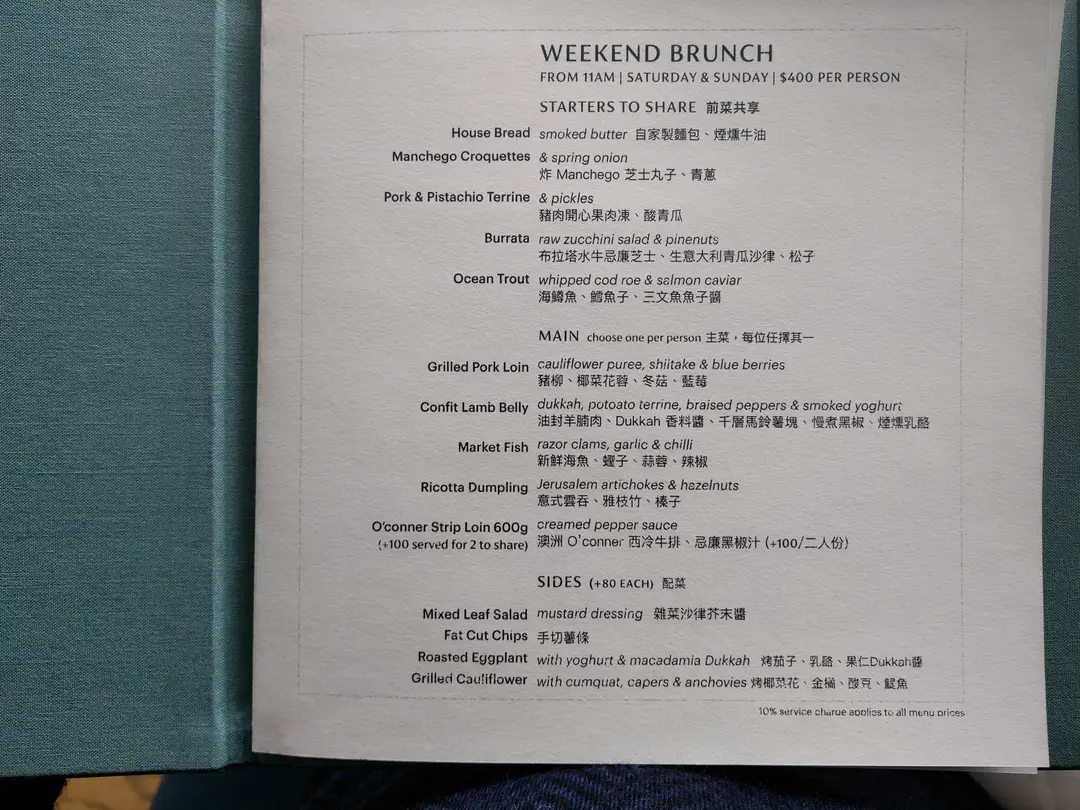 WEEKEND BRUNCH
FROM 11AM | SATURDAY & SUNDAY | $400 PER PERSON
STARTERS TO SHARE 前菜共享
House Bread smoked butter 自家製麵包、煙燻牛油
Manchego Croquettes & spring onion
炸 Manchego 芝士丸子、青蔥
Pork & Pistachio Terrine & pickles
豬肉開心果肉凍、酸青瓜
Burrata raw zucchini salad & pinenuts
布拉塔水牛忌廉芝士、生意大利青瓜沙律、松子
Ocean Trout whipped cod roe & salmon caviar
海鱒魚、鱈魚子、三文魚魚子醬
MAIN choose one per person 主菜，每位任擇其一
Grilled Pork Loin cauliflower puree, shiitake & blue berries
豬柳、椰菜花蓉、冬菇、藍莓
Confit Lamb Belly dukkah, potoato terrine, braised peppers & smoked yoghurt
油封羊腩肉、Dukkah 香料醬、千層馬鈴薯塊、慢煮黑椒、煙燻乳酪
Market Fish razor clams, garlic & chilli
新鮮海魚、蟶子、蒜蓉、辣椒
Ricotta Dumpling Jerusalem artichokes & hazelnuts
意式雲吞、雅枝竹、榛子
O'conner Strip Loin 600g creamed pepper sauce
(+100 served for 2 to share) 澳洲 O'conner 西冷牛排、忌廉黑椒汁 (+100/二人份)
SIDES (+80 EACH) 配菜
Mixed Leaf Salad mustard dressing 雜菜沙律芥末醬
Fat Cut Chips 手切薯條
Roasted Eggplant with yoghurt & macadamia Dukkah 烤茄子、乳酪、果仁Dukkah醬
Grilled Cauliflower with cumquat, capers & anchovies 烤椰菜花、金橘、酸豆、鯷魚
10% service charge applies to all menu prices